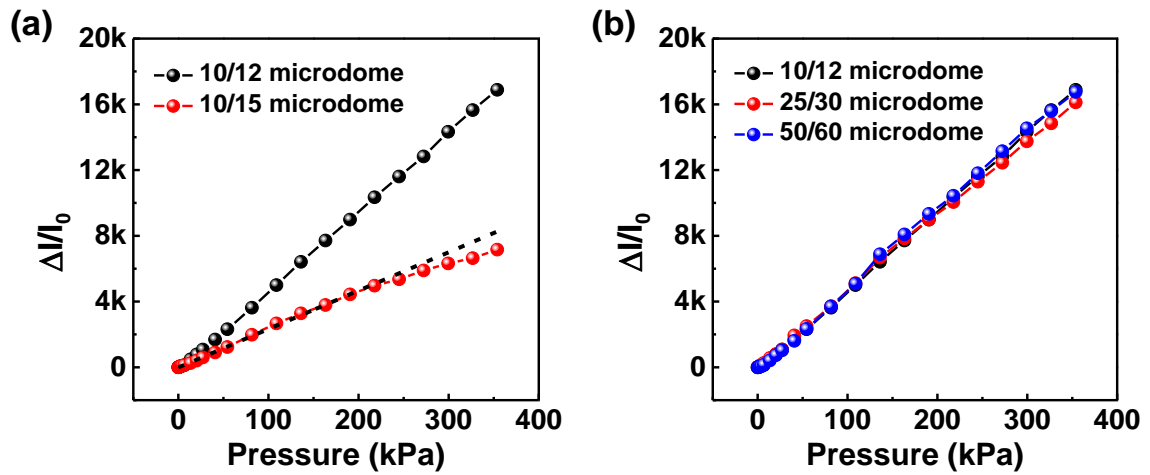 (a)
20k
16k
12k
8k
4k
0
ΔI/I₀
10/12 microdome
10/15 microdome
0 100 200 300 400
Pressure (kPa)
(b)
20k
16k
12k
8k
4k
0
ΔI/I₀
10/12 microdome
25/30 microdome
50/60 microdome
0 100 200 300 400
Pressure (kPa)